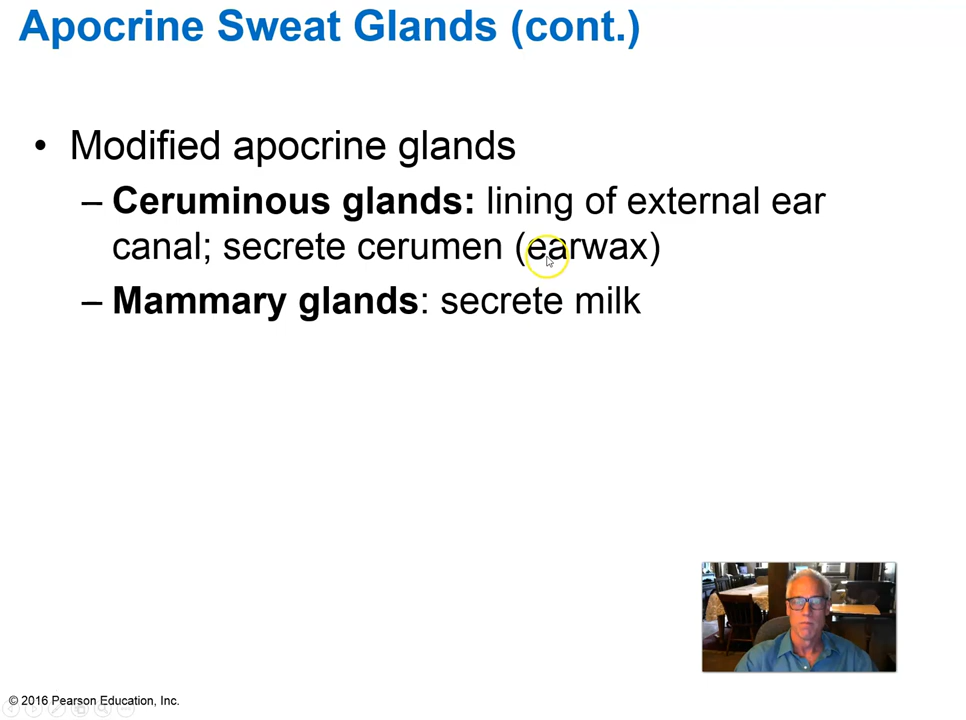 Apocrine Sweat Glands (cont.)
• Modified apocrine glands
– Ceruminous glands: lining of external ear
canal; secrete cerumen (earwax)
– Mammary glands: secrete milk
© 2016 Pearson Education, Inc.